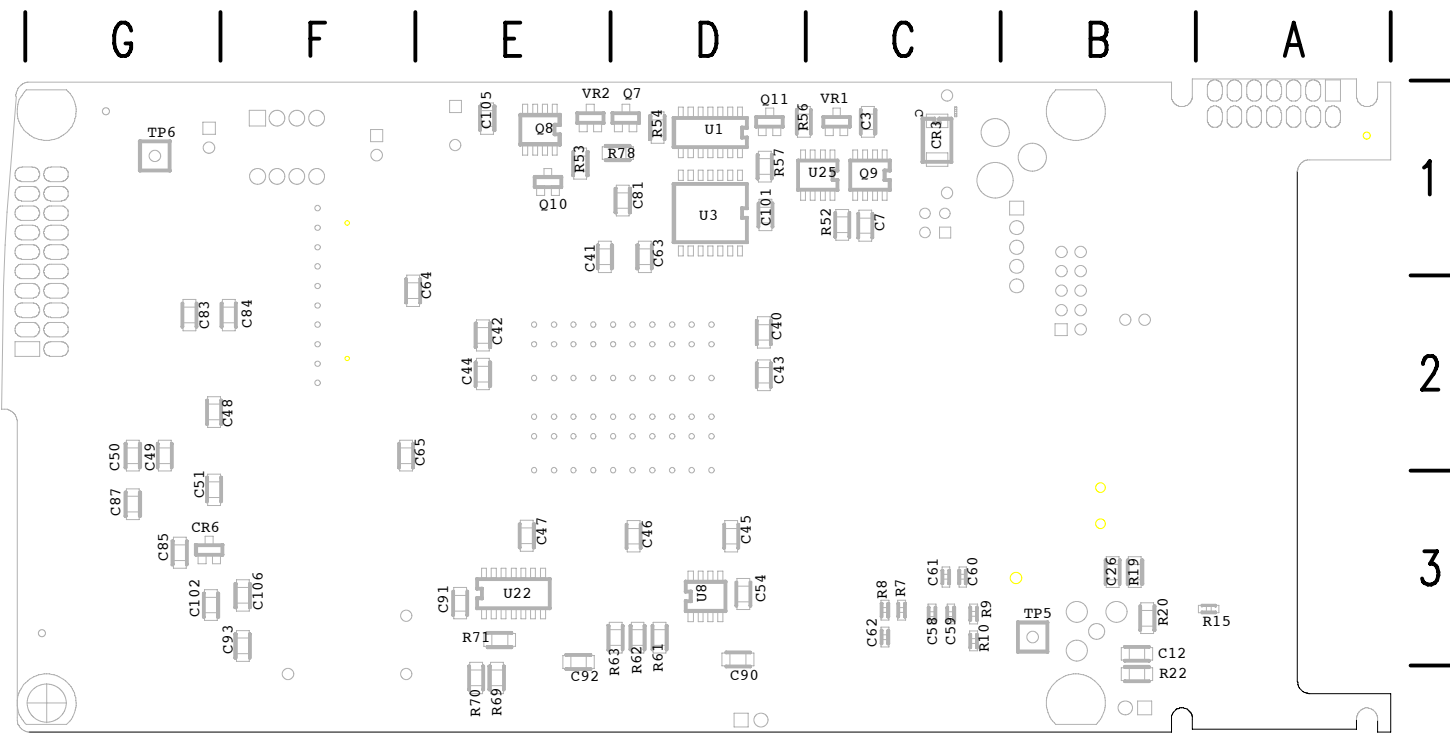 G F E D C B A
C105 VR2 Q7 Q11 VR1 C CR3
TP6 Q8 R54 U1 R56 C3
R53 R78 R57 U25 Q9
1
Q10 C81 U3 C101 R52 C7
C41 C63
C64
C83 C84 C42 C40
C44 C43
2
C48
C50 C49 C65
C51
C87
CR6 C47 C46 C45
C85
C61 C60 C26 R19
3
C102 C106 C91 U22 U8 C54 R8 R7
C58 C59 R9 TP5 R20 R15
C93 R71 R63 R62 R61 C62 R10
C12
C92 C90 R22
R70 R69